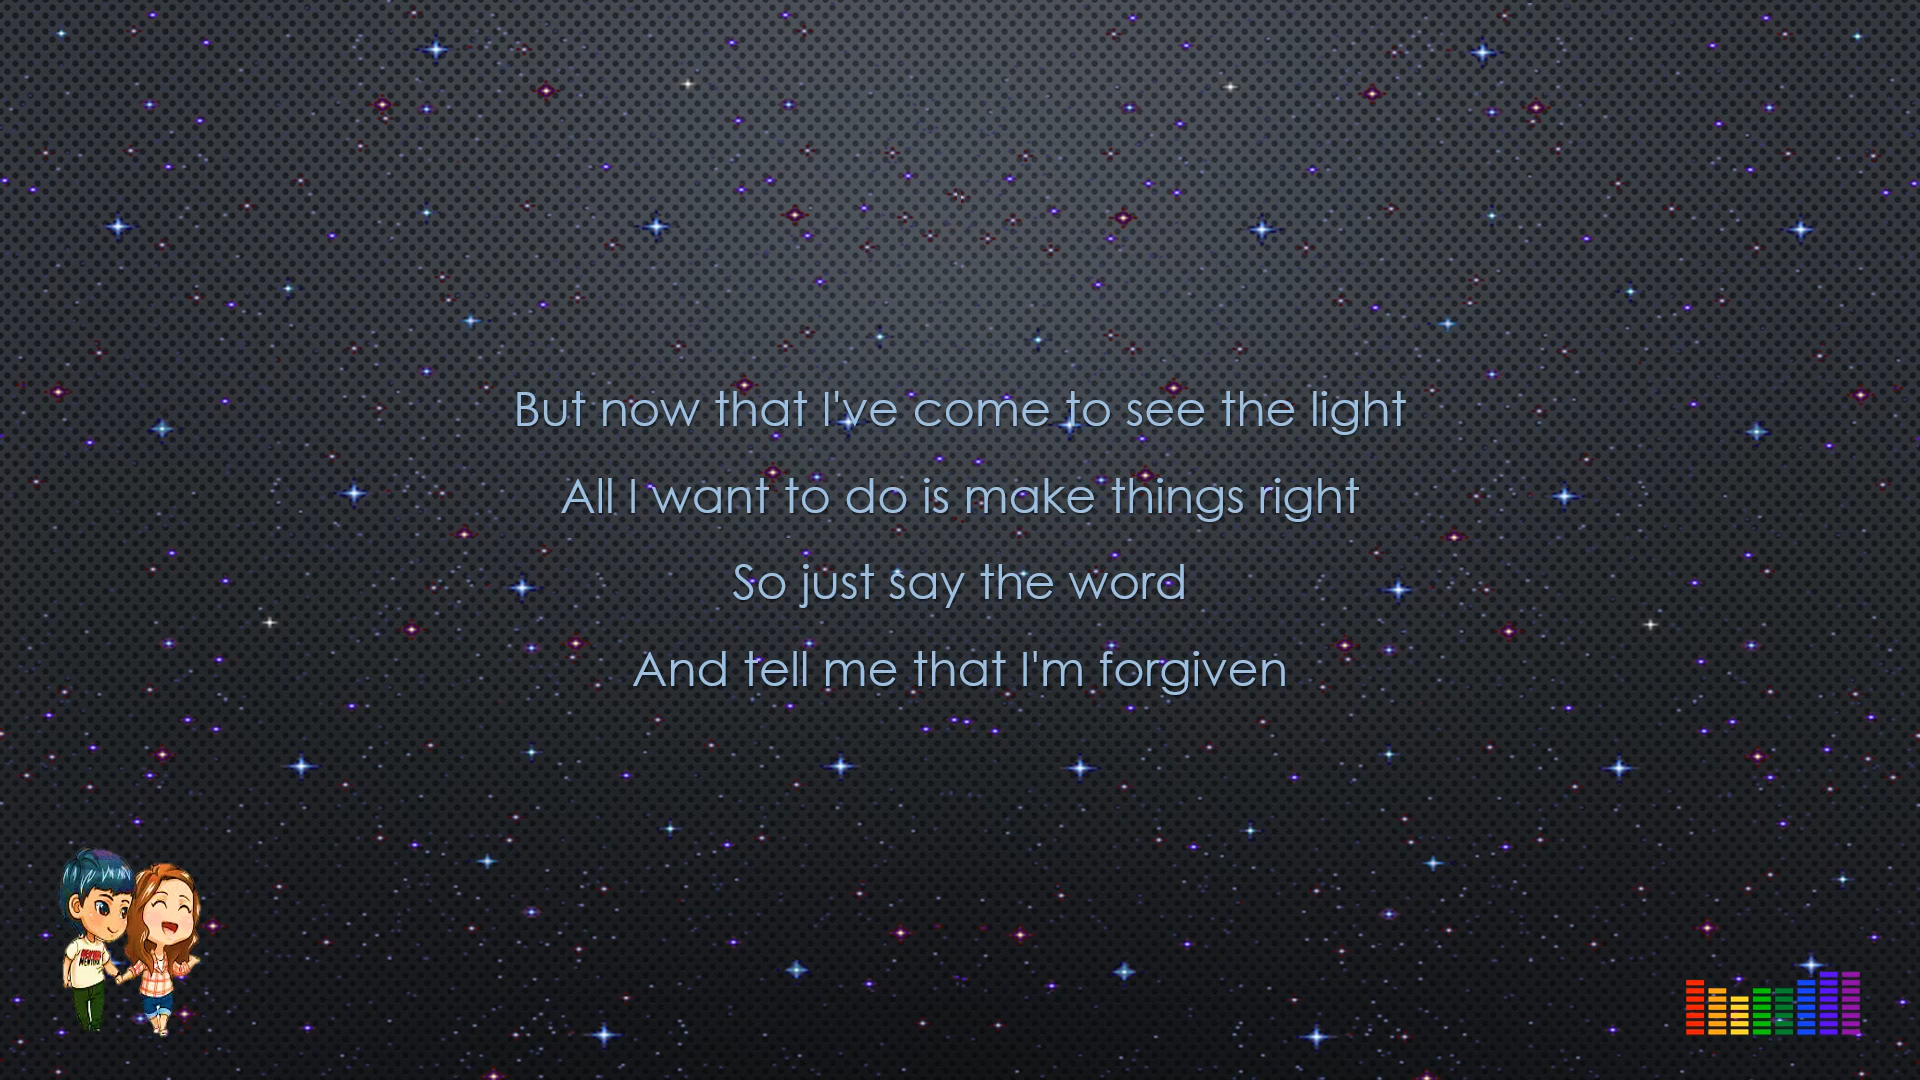 But now that I've come to see the light
All I want to do is make things right
So just say the word
And tell me that I'm forgiven